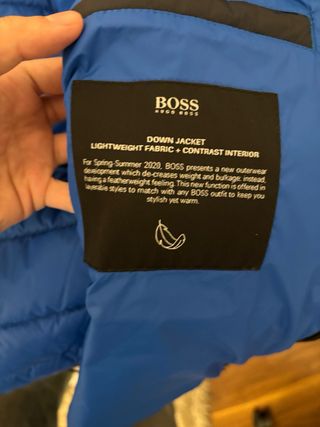 BOSS
HUGO BOSS
DOWN JACKET
LIGHTWEIGHT FABRIC + CONTRAST INTERIOR
For Spring-Summer 2020, BOSS presents a new outerwear
development which de-creases weight and bulkage: instead,
having a featherweight feeling. This new function is offered in
layerable styles to match with any BOSS outfit to keep you
stylish yet warm.